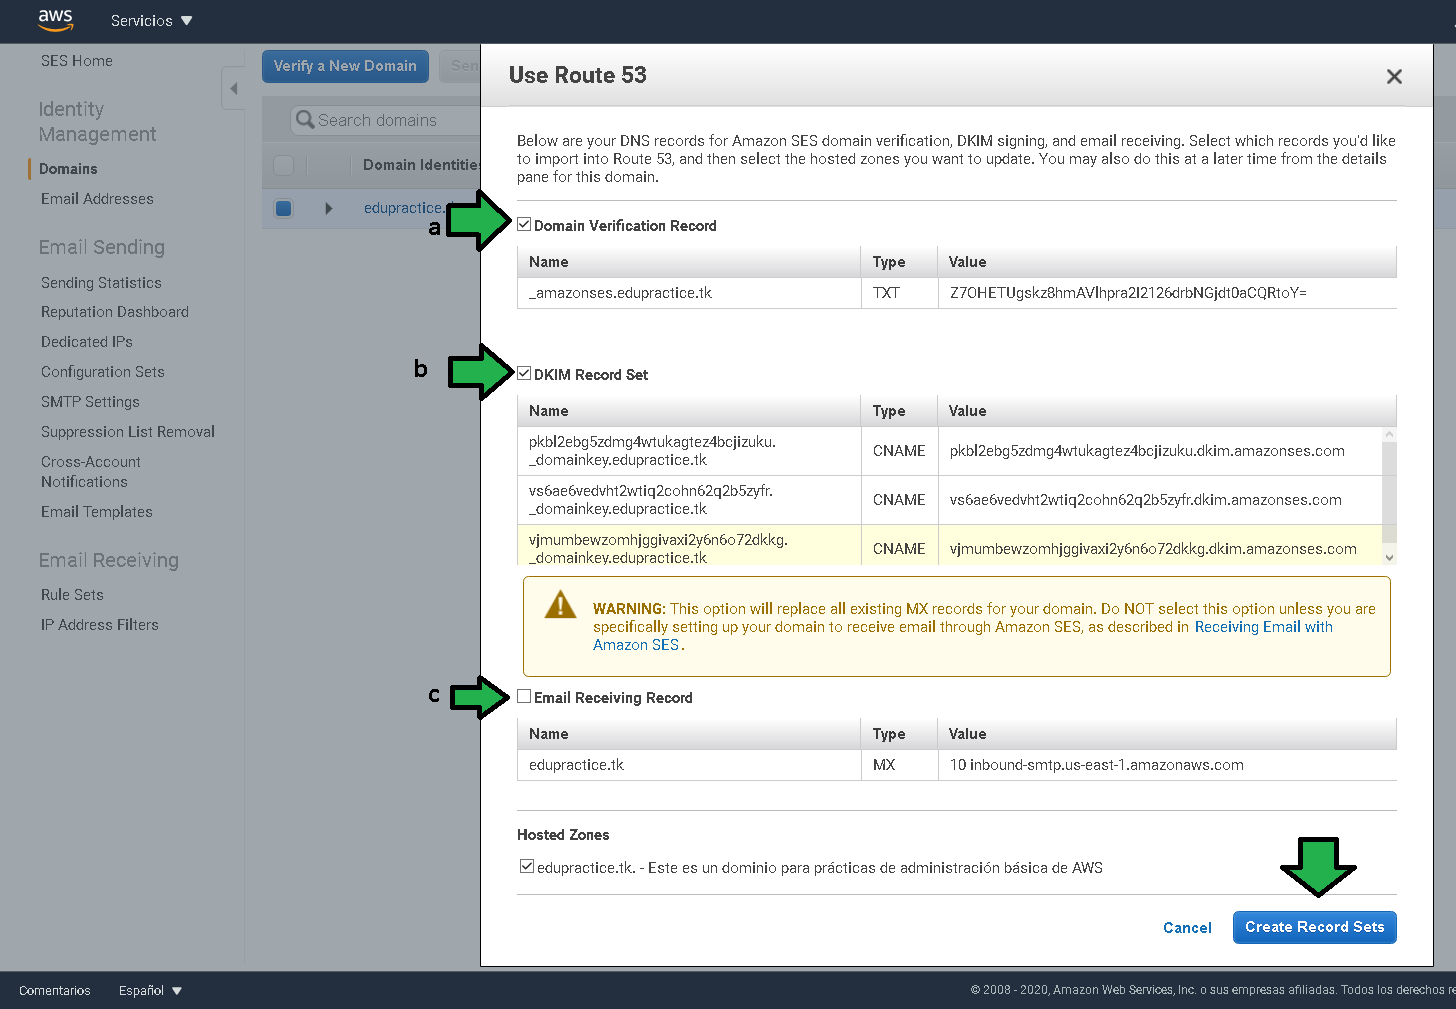 aws
Servicios
SES Home
Identity
Management
Domains
Email Addresses
Email Sending
Sending Statistics
Reputation Dashboard
Dedicated IPs
Configuration Sets
SMTP Settings
Suppression List Removal
Cross-Account
Notifications
Email Templates
Email Receiving
Rule Sets
IP Address Filters
Verify a New Domain
Sen
Search domains
Domain Identities
edupractice.
Use Route 53
Below are your DNS records for Amazon SES domain verification, DKIM signing, and email receiving. Select which records you'd like
to import into Route 53, and then select the hosted zones you want to update. You may also do this at a later time from the details
pane for this domain.
a
Domain Verification Record
Name Type Value
_amazonses.edupractice.tk TXT Z7OHETUgskz8hmAVlhpra2I2126drbNGjdt0aCQRtoY=
b
DKIM Record Set
Name Type Value
pkbl2ebg5zdmg4wtukagtez4bcjizuku.
_domainkey.edupractice.tk CNAME pkbl2ebg5zdmg4wtukagtez4bcjizuku.dkim.amazonses.com
vs6ae6vedvht2wtiq2cohn62q2b5zyfr.
_domainkey.edupractice.tk CNAME vs6ae6vedvht2wtiq2cohn62q2b5zyfr.dkim.amazonses.com
vjmumbewzomhjggivaxi2y6n6o72dkkg.
_domainkey.edupractice.tk CNAME vjmumbewzomhjggivaxi2y6n6o72dkkg.dkim.amazonses.com
WARNING: This option will replace all existing MX records for your domain. Do NOT select this option unless you are
specifically setting up your domain to receive email through Amazon SES, as described in Receiving Email with
Amazon SES.
c
Email Receiving Record
Name Type Value
edupractice.tk MX 10 inbound-smtp.us-east-1.amazonaws.com
Hosted Zones
edupractice.tk. - Este es un dominio para prácticas de administración básica de AWS
Cancel Create Record Sets
Comentarios Español
© 2008 - 2020, Amazon Web Services, Inc. o sus empresas afiliadas. Todos los derechos re